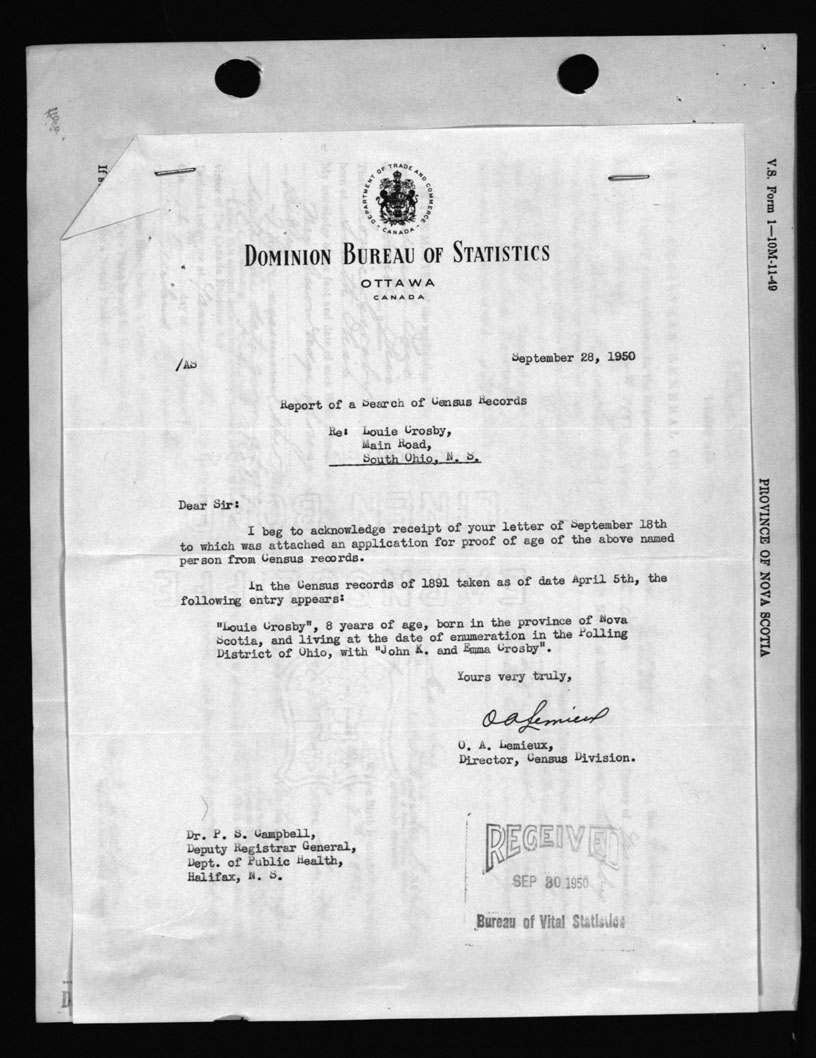 DEPARTMENT OF TRADE AND COMMERCE
CANADA
DOMINION BUREAU OF STATISTICS
OTTAWA
CANADA
/AS
September 28, 1950
Report of a Search of Census Records
Re: Louie Crosby,
Main Road,
South Ohio, N. S.
Dear Sir:
I beg to acknowledge receipt of your letter of September 18th
to which was attached an application for proof of age of the above named
person from Census records.
In the Census records of 1891 taken as of date April 5th, the
following entry appears:
"Louie Crosby", 8 years of age, born in the province of Nova
Scotia, and living at the date of enumeration in the Polling
District of Ohio, with "John K. and Emma Crosby".
Yours very truly,
O A Lemieux
O. A. Lemieux,
Director, Census Division.
Dr. P. S. Campbell,
Deputy Registrar General,
Dept. of Public Health,
Halifax, N. S.
RECEIVED
SEP 30 1950
Bureau of Vital Statistics
V.S. Form 1—10M-11-49
PROVINCE OF NOVA SCOTIA